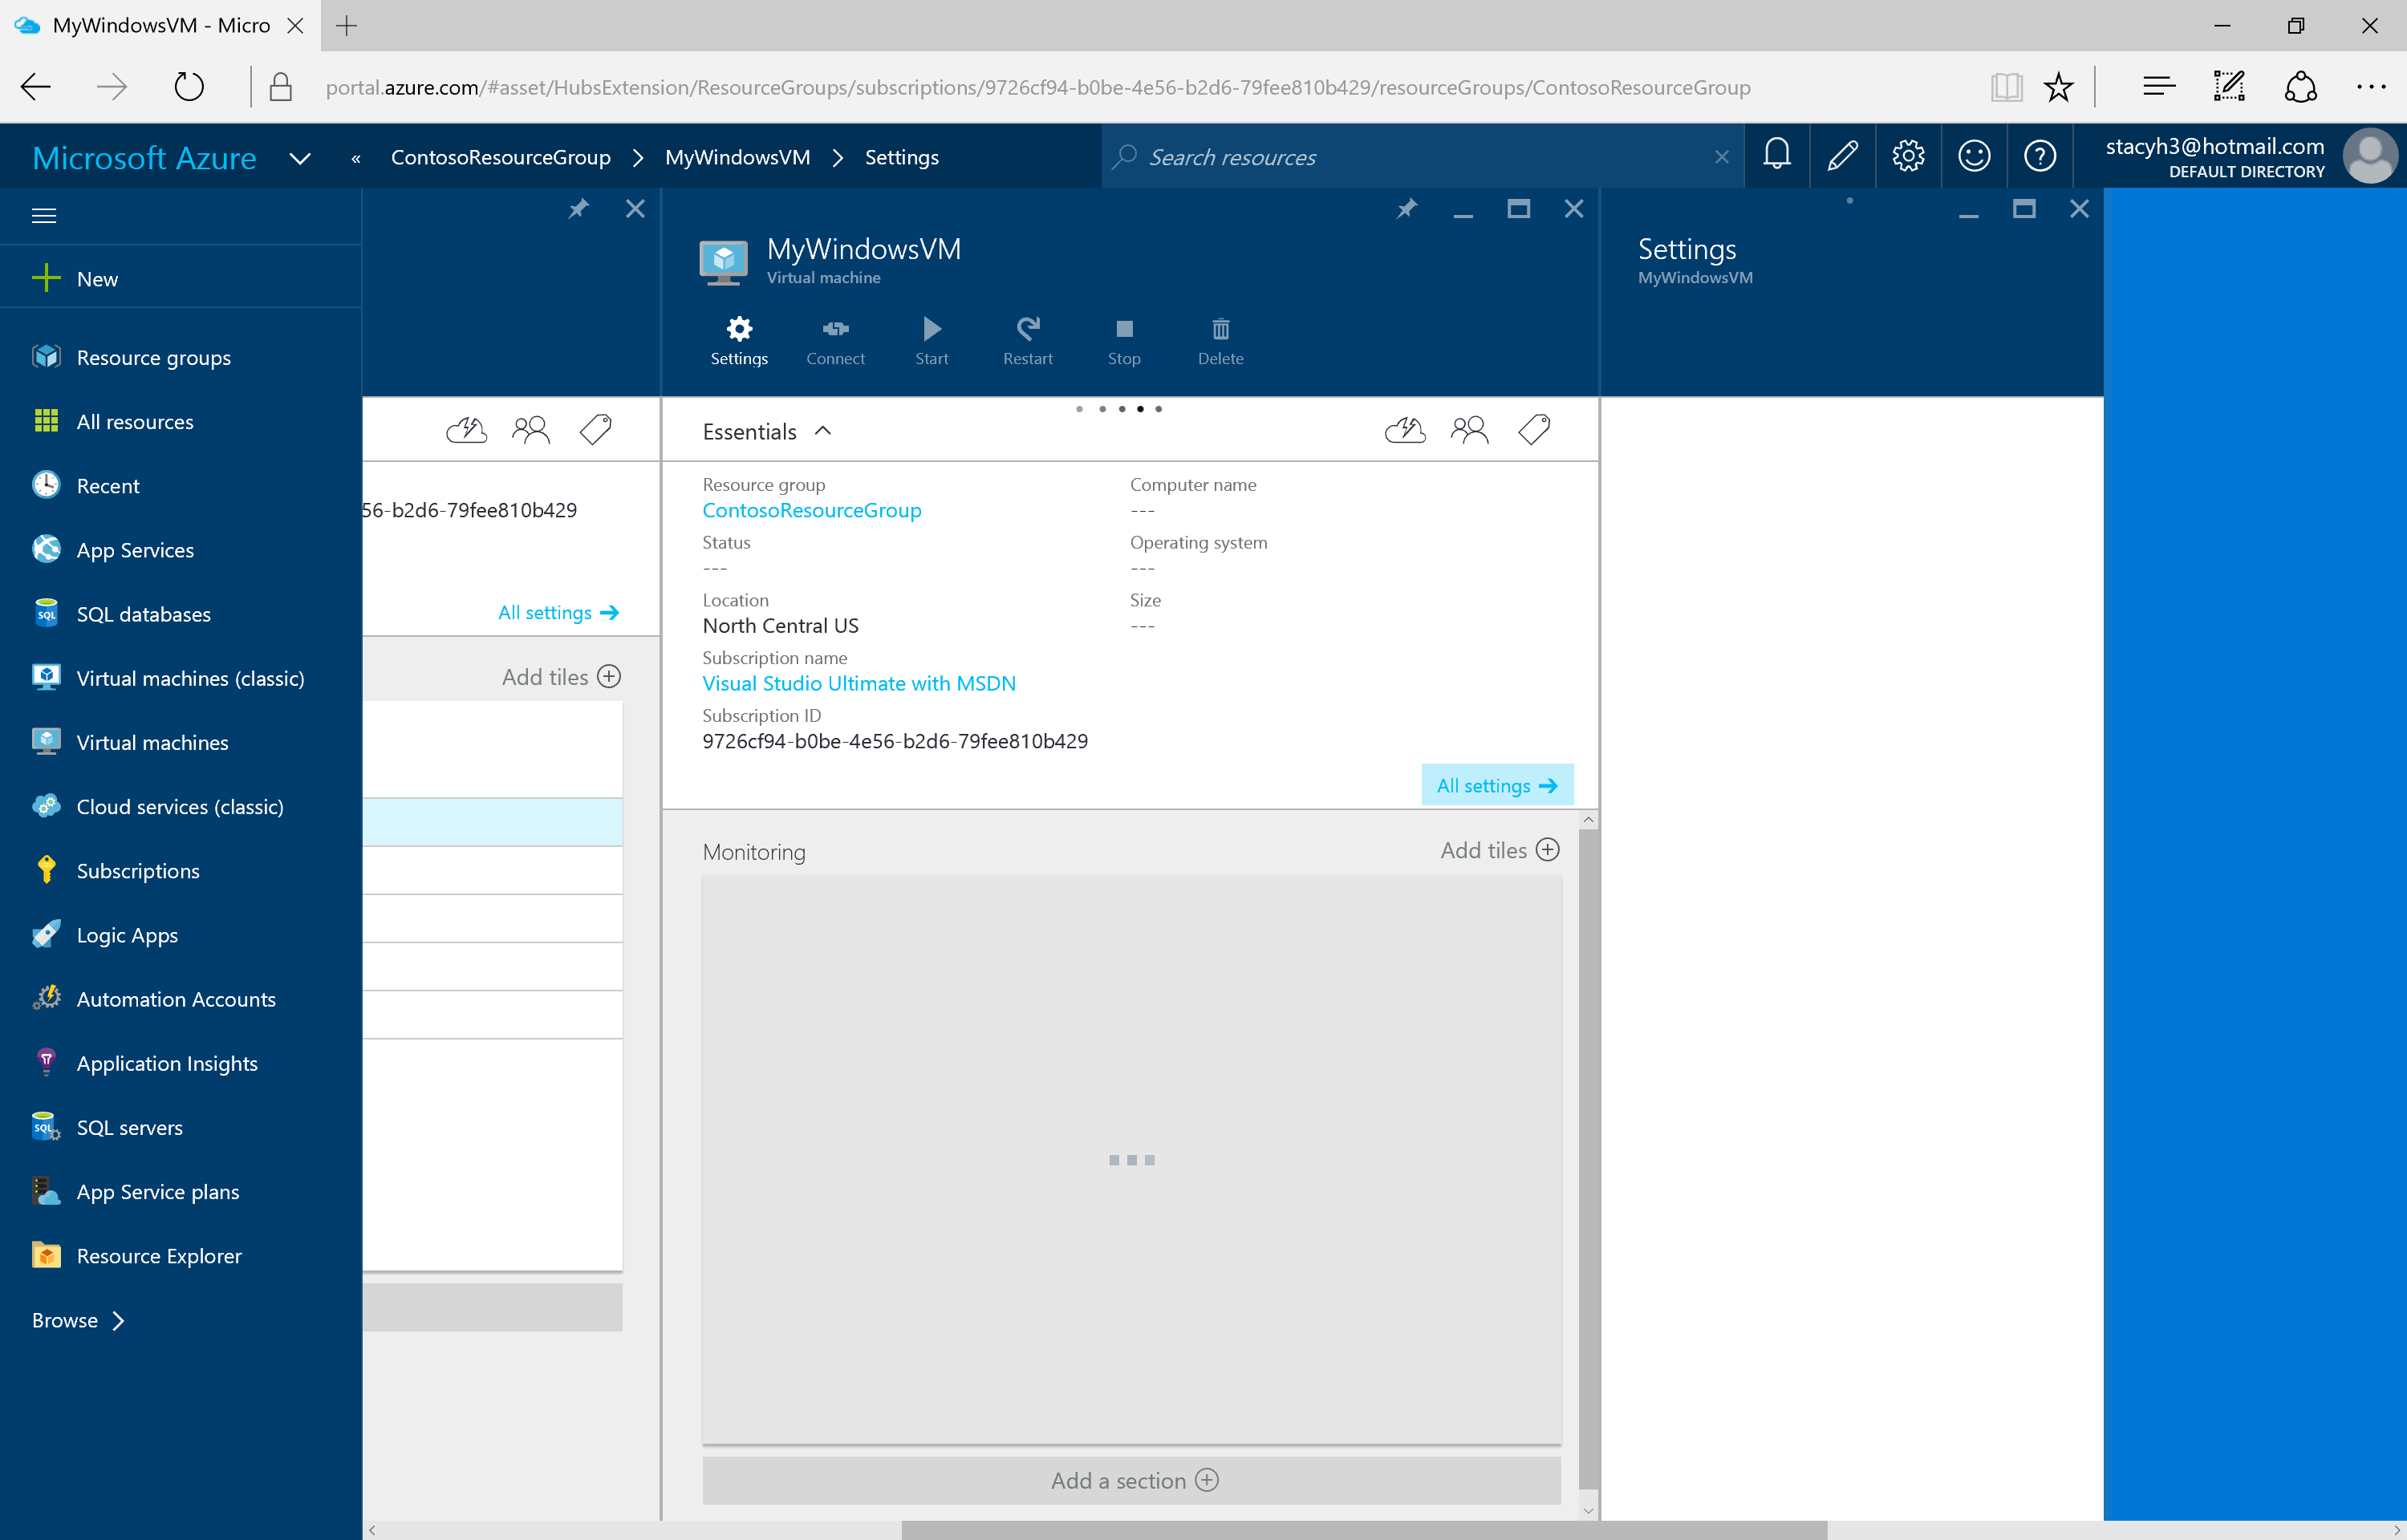 MyWindowsVM - Micro
portal.azure.com/#asset/HubsExtension/ResourceGroups/subscriptions/9726cf94-b0be-4e56-b2d6-79fee810b429/resourceGroups/ContosoResourceGroup
Microsoft Azure
« ContosoResourceGroup > MyWindowsVM > Settings
Search resources
stacyh3@hotmail.com
DEFAULT DIRECTORY
New
Resource groups
All resources
Recent
App Services
SQL databases
Virtual machines (classic)
Virtual machines
Cloud services (classic)
Subscriptions
Logic Apps
Automation Accounts
Application Insights
SQL servers
App Service plans
Resource Explorer
Browse >
56-b2d6-79fee810b429
All settings →
Add tiles
MyWindowsVM
Virtual machine
Settings
Connect
Start
Restart
Stop
Delete
Essentials
Resource group
ContosoResourceGroup
Status
---
Location
North Central US
Subscription name
Visual Studio Ultimate with MSDN
Subscription ID
9726cf94-b0be-4e56-b2d6-79fee810b429
Computer name
---
Operating system
---
Size
---
All settings →
Monitoring
Add tiles
Add a section
Settings
MyWindowsVM